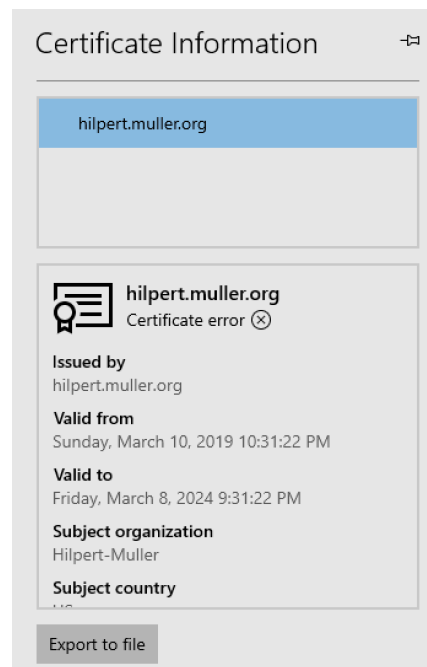 Certificate Information
hilpert.muller.org
hilpert.muller.org
Certificate error
Issued by
hilpert.muller.org
Valid from
Sunday, March 10, 2019 10:31:22 PM
Valid to
Friday, March 8, 2024 9:31:22 PM
Subject organization
Hilpert-Muller
Subject country
Export to file